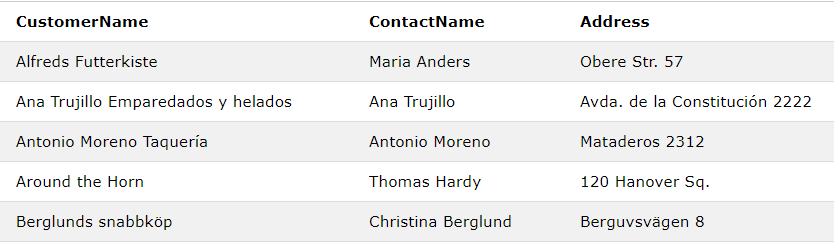 CustomerName ContactName Address
Alfreds Futterkiste Maria Anders Obere Str. 57
Ana Trujillo Emparedados y helados Ana Trujillo Avda. de la Constitución 2222
Antonio Moreno Taquería Antonio Moreno Mataderos 2312
Around the Horn Thomas Hardy 120 Hanover Sq.
Berglunds snabbköp Christina Berglund Berguvsvägen 8